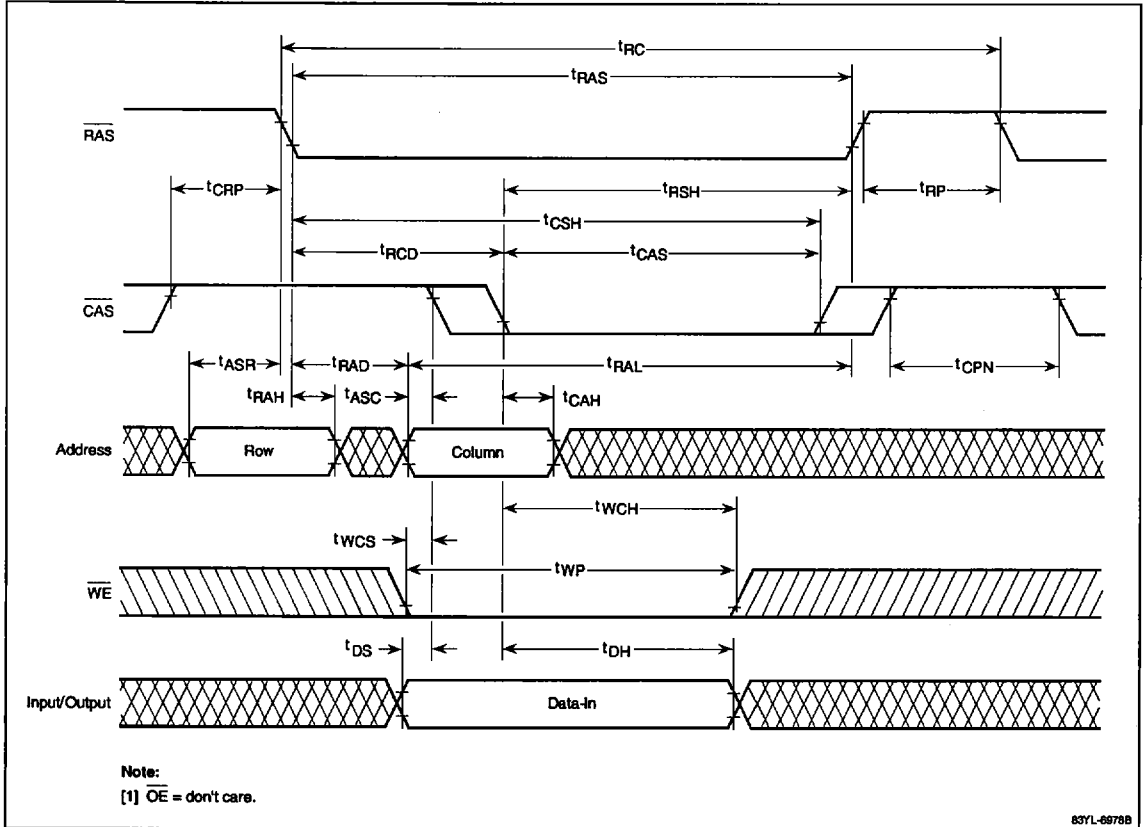 tRC
tRAS
RAS
tCRP
tRSH
tRP
tCSH
tRCD
tCAS
CAS
tASR
tRAD
tRAL
tCPN
tRAH
tASC
tCAH
Address
Row
Column
tWCH
tWCS
tWP
WE
tDS
tDH
Input/Output
Data-In
Note:
[1] OE = don't care.
83YL-6978B